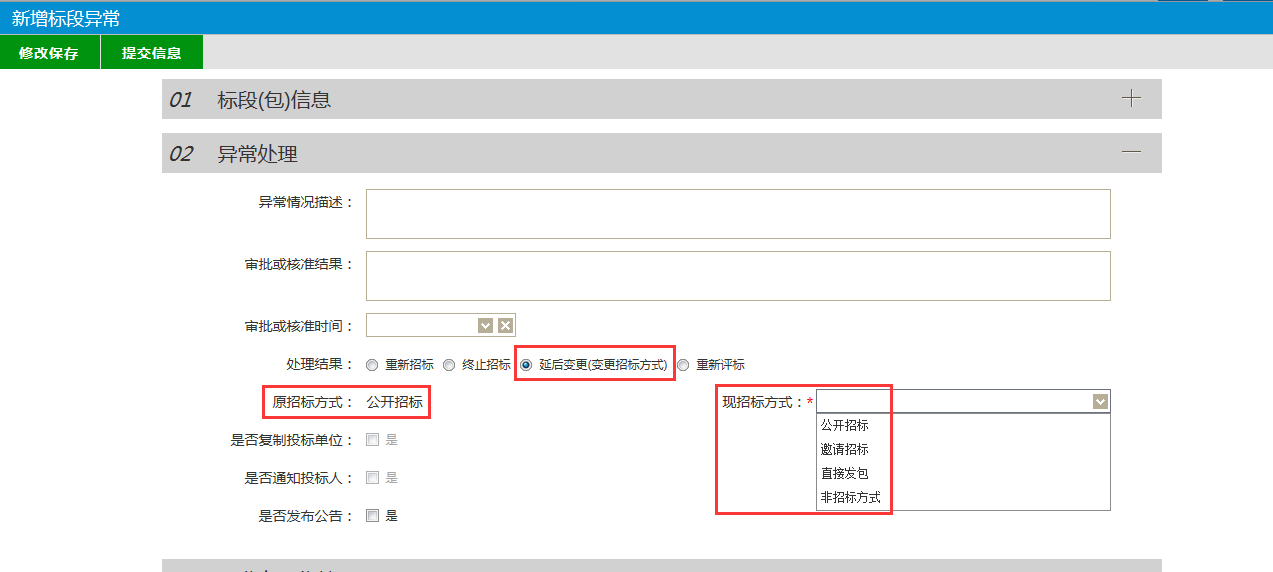 新增标段异常
修改保存 提交信息
01 标段(包)信息
02 异常处理
异常情况描述：
审批或核准结果：
审批或核准时间：
处理结果： 重新招标 终止招标 延后变更(变更招标方式) 重新评标
原招标方式： 公开招标 现招标方式：*
公开招标
邀请招标
直接发包
非招标方式
是否复制投标单位： 是
是否通知投标人： 是
是否发布公告： 是